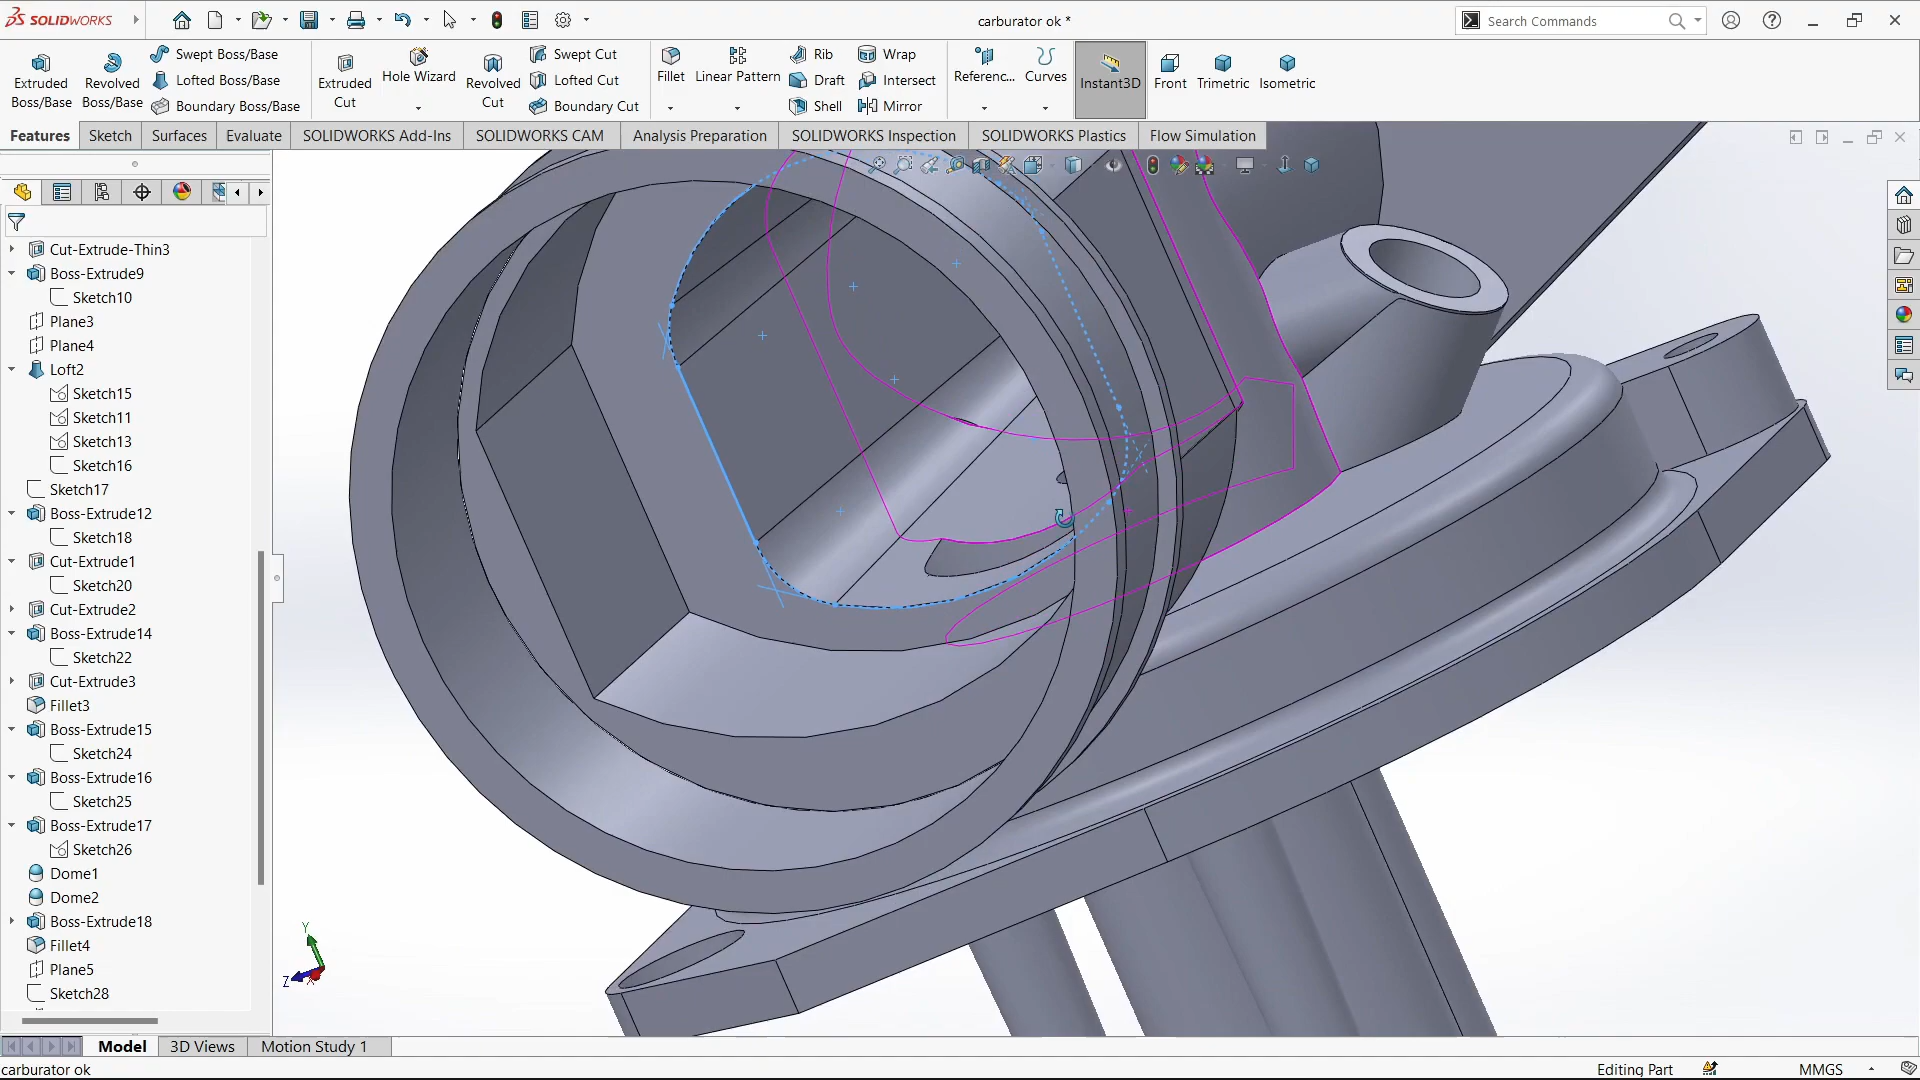 SOLIDWORKS
carburator ok *
Search Commands
Extruded Boss/Base
Revolved Boss/Base
Swept Boss/Base
Lofted Boss/Base
Boundary Boss/Base
Extruded Cut
Hole Wizard
Revolved Cut
Swept Cut
Lofted Cut
Boundary Cut
Fillet
Linear Pattern
Rib
Draft
Shell
Wrap
Intersect
Mirror
Referenc...
Curves
Instant3D
Front
Trimetric
Isometric
Features
Sketch
Surfaces
Evaluate
SOLIDWORKS Add-Ins
SOLIDWORKS CAM
Analysis Preparation
SOLIDWORKS Inspection
SOLIDWORKS Plastics
Flow Simulation
Cut-Extrude-Thin3
Boss-Extrude9
Sketch10
Plane3
Plane4
Loft2
Sketch15
Sketch11
Sketch13
Sketch16
Sketch17
Boss-Extrude12
Sketch18
Cut-Extrude1
Sketch20
Cut-Extrude2
Boss-Extrude14
Sketch22
Cut-Extrude3
Fillet3
Boss-Extrude15
Sketch24
Boss-Extrude16
Sketch25
Boss-Extrude17
Sketch26
Dome1
Dome2
Boss-Extrude18
Fillet4
Plane5
Sketch28
Y
Z
X
Model
3D Views
Motion Study 1
carburator ok
Editing Part
MMGS